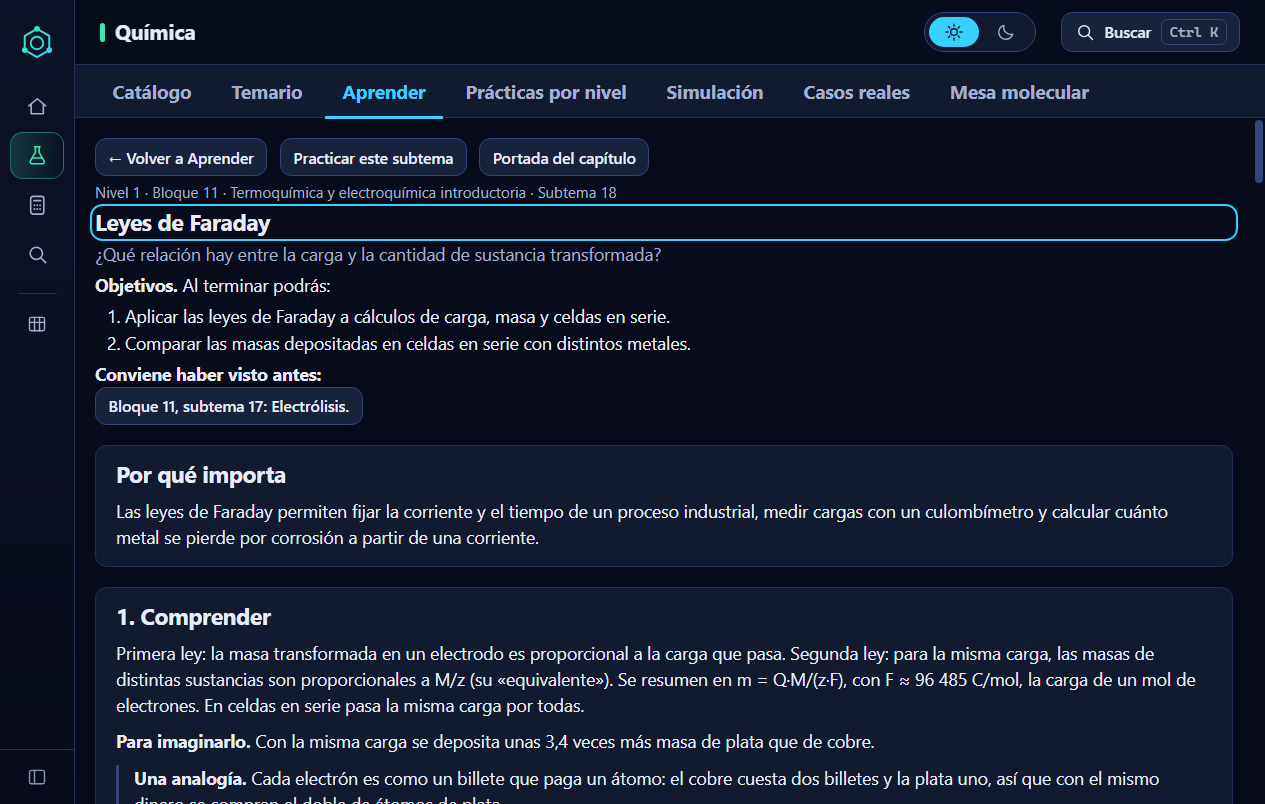 Química
Buscar Ctrl K
Catálogo Temario Aprender Prácticas por nivel Simulación Casos reales Mesa molecular
← Volver a Aprender Practicar este subtema Portada del capítulo
Nivel 1 · Bloque 11 · Termoquímica y electroquímica introductoria · Subtema 18
Leyes de Faraday
¿Qué relación hay entre la carga y la cantidad de sustancia transformada?
Objetivos. Al terminar podrás:
1. Aplicar las leyes de Faraday a cálculos de carga, masa y celdas en serie.
2. Comparar las masas depositadas en celdas en serie con distintos metales.
Conviene haber visto antes:
Bloque 11, subtema 17: Electrólisis.
Por qué importa
Las leyes de Faraday permiten fijar la corriente y el tiempo de un proceso industrial, medir cargas con un culombímetro y calcular cuánto
metal se pierde por corrosión a partir de una corriente.
1. Comprender
Primera ley: la masa transformada en un electrodo es proporcional a la carga que pasa. Segunda ley: para la misma carga, las masas de
distintas sustancias son proporcionales a M/z (su «equivalente»). Se resumen en m = Q·M/(z·F), con F ≈ 96 485 C/mol, la carga de un mol de
electrones. En celdas en serie pasa la misma carga por todas.
Para imaginarlo. Con la misma carga se deposita unas 3,4 veces más masa de plata que de cobre.
Una analogía. Cada electrón es como un billete que paga un átomo: el cobre cuesta dos billetes y la plata uno, así que con el mismo
dinero se compran el doble de átomos de plata.